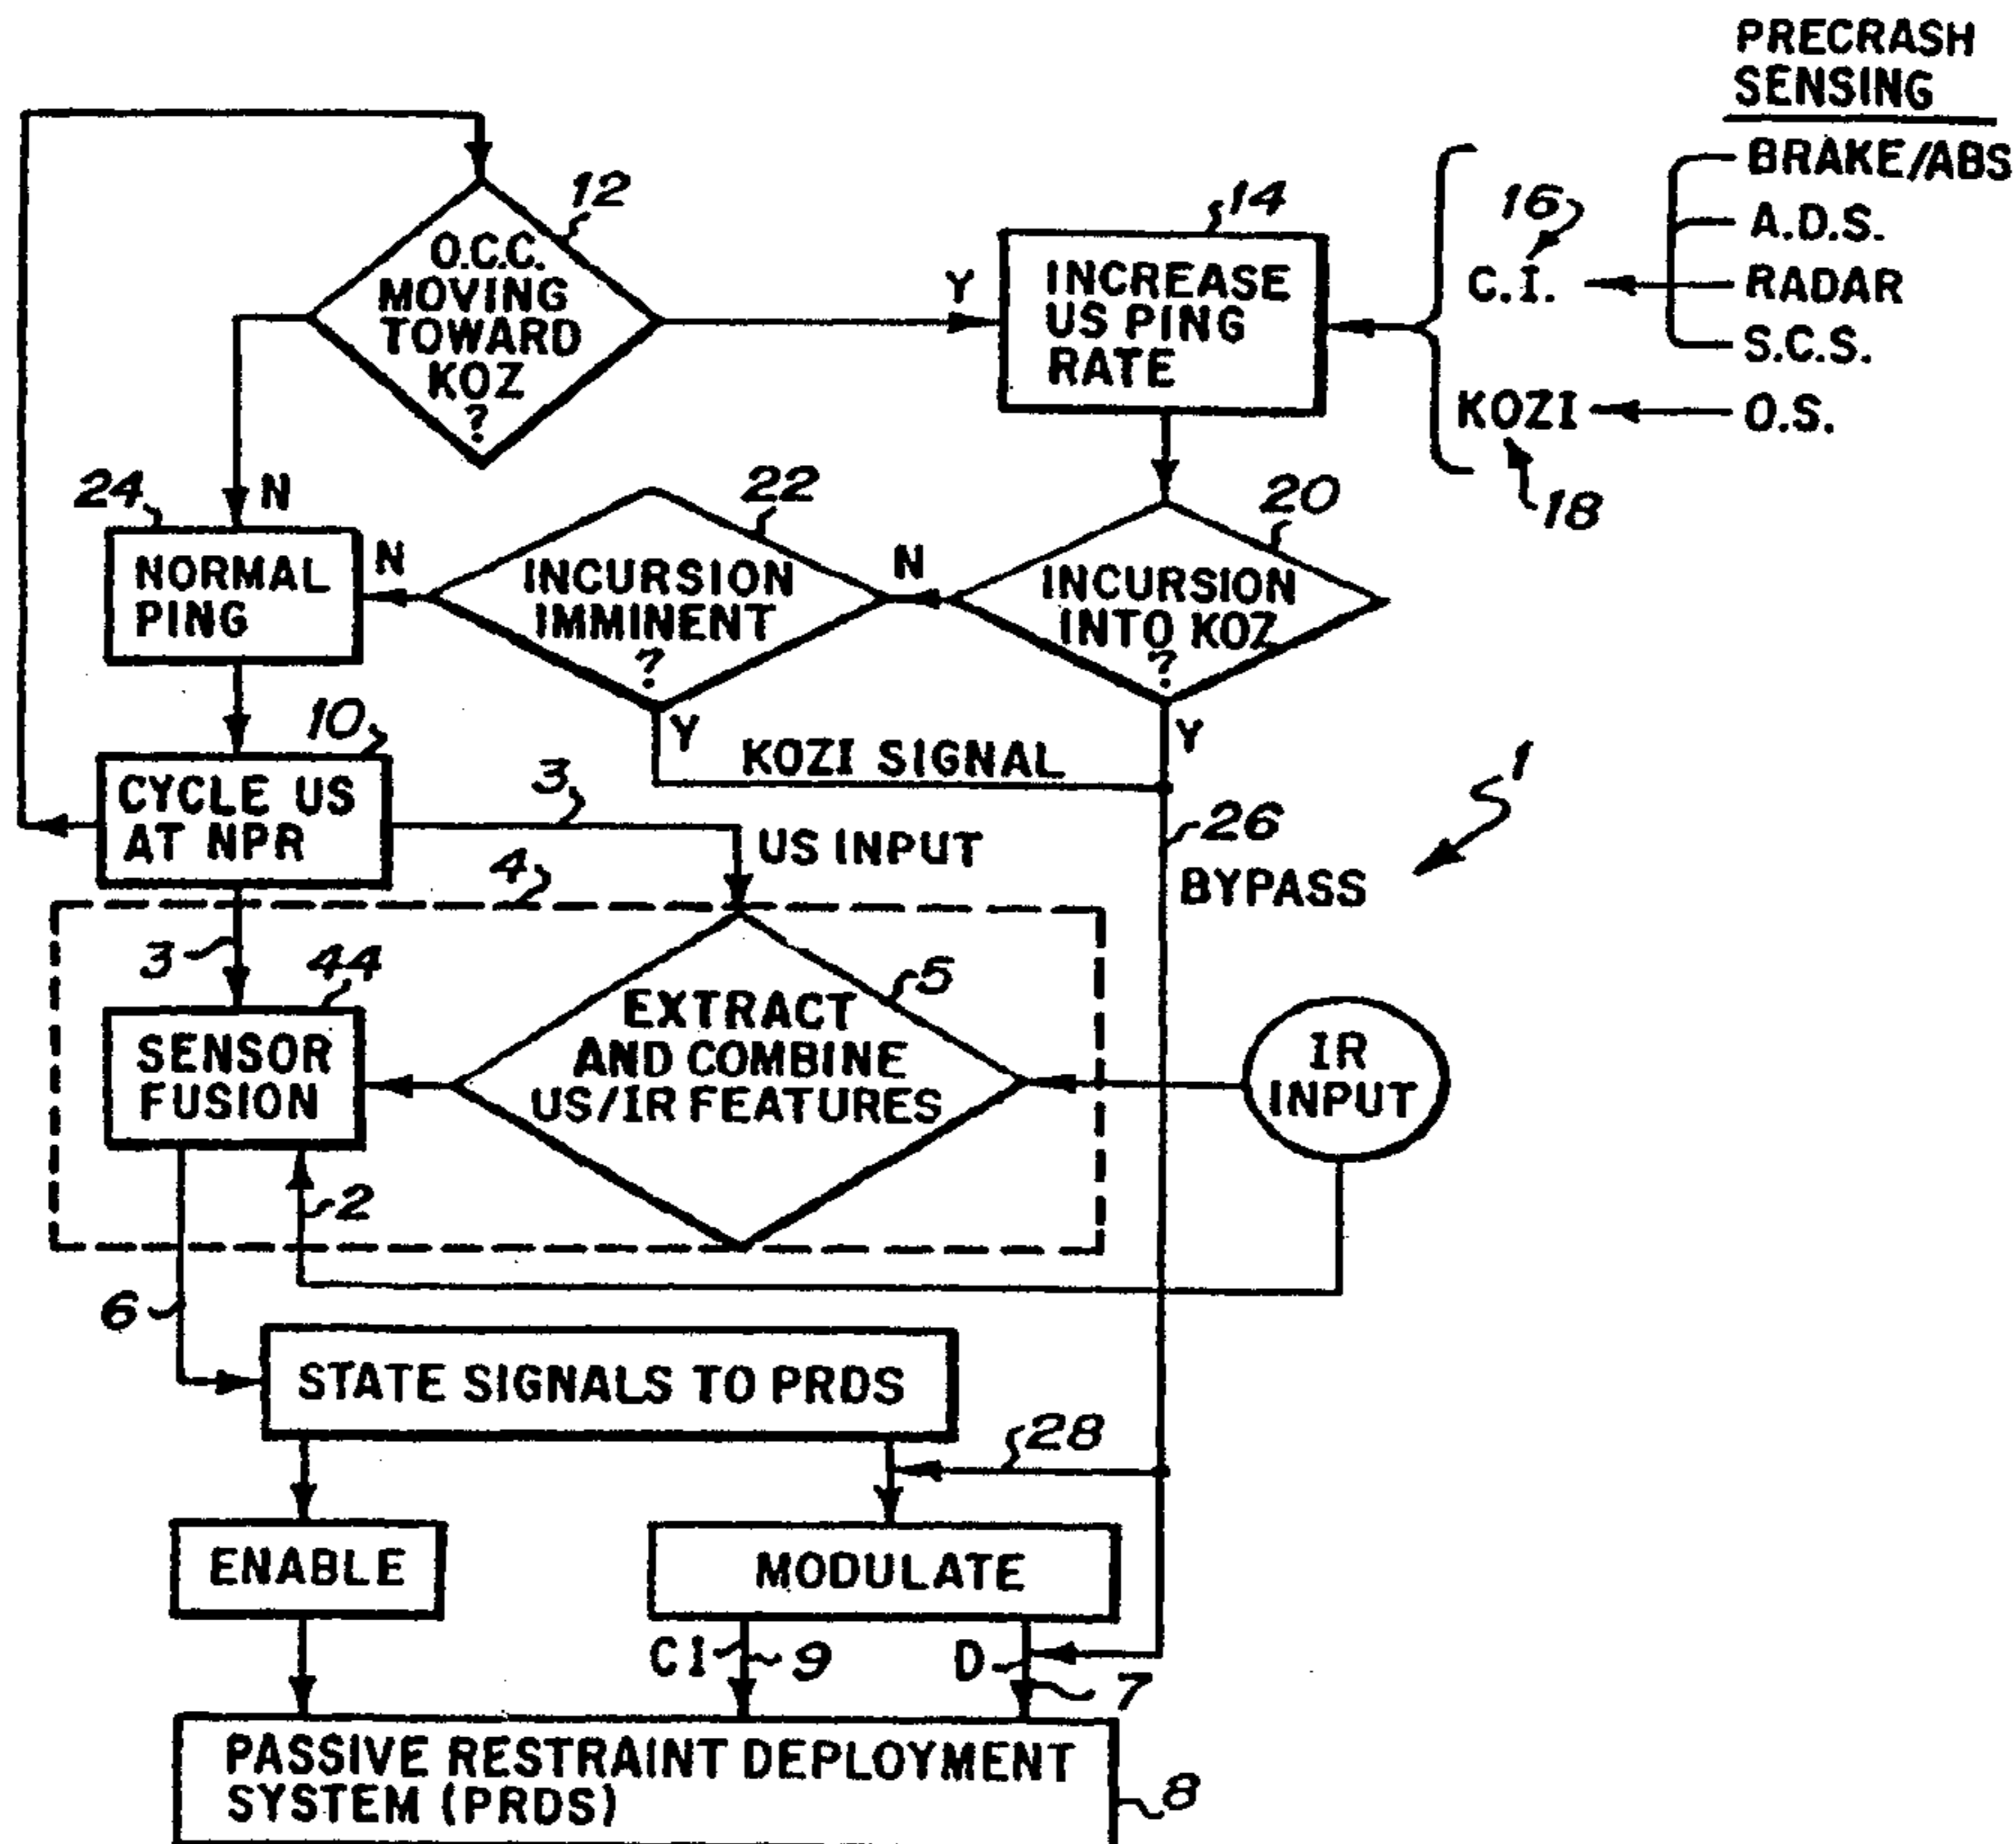 PRECRASH
SENSING
BRAKE/ABS
A.D.S.
RADAR
S.C.S.
O.S.
16
C.I.
KOZI
18
12
O.C.C.
MOVING
TOWARD
KOZ
?
Y
N
14
INCREASE
US PING
RATE
24
NORMAL
PING
N
22
INCURSION
IMMINENT
?
N
20
INCURSION
INTO KOZ
?
Y
KOZI SIGNAL
Y
10
CYCLE US
AT NPR
3
US INPUT
26
BYPASS
1
4
3
44
SENSOR
FUSION
5
EXTRACT
AND COMBINE
US/IR FEATURES
IR
INPUT
2
6
STATE SIGNALS TO PRDS
28
ENABLE
MODULATE
CI
9
D
7
PASSIVE RESTRAINT DEPLOYMENT
SYSTEM (PRDS)
8